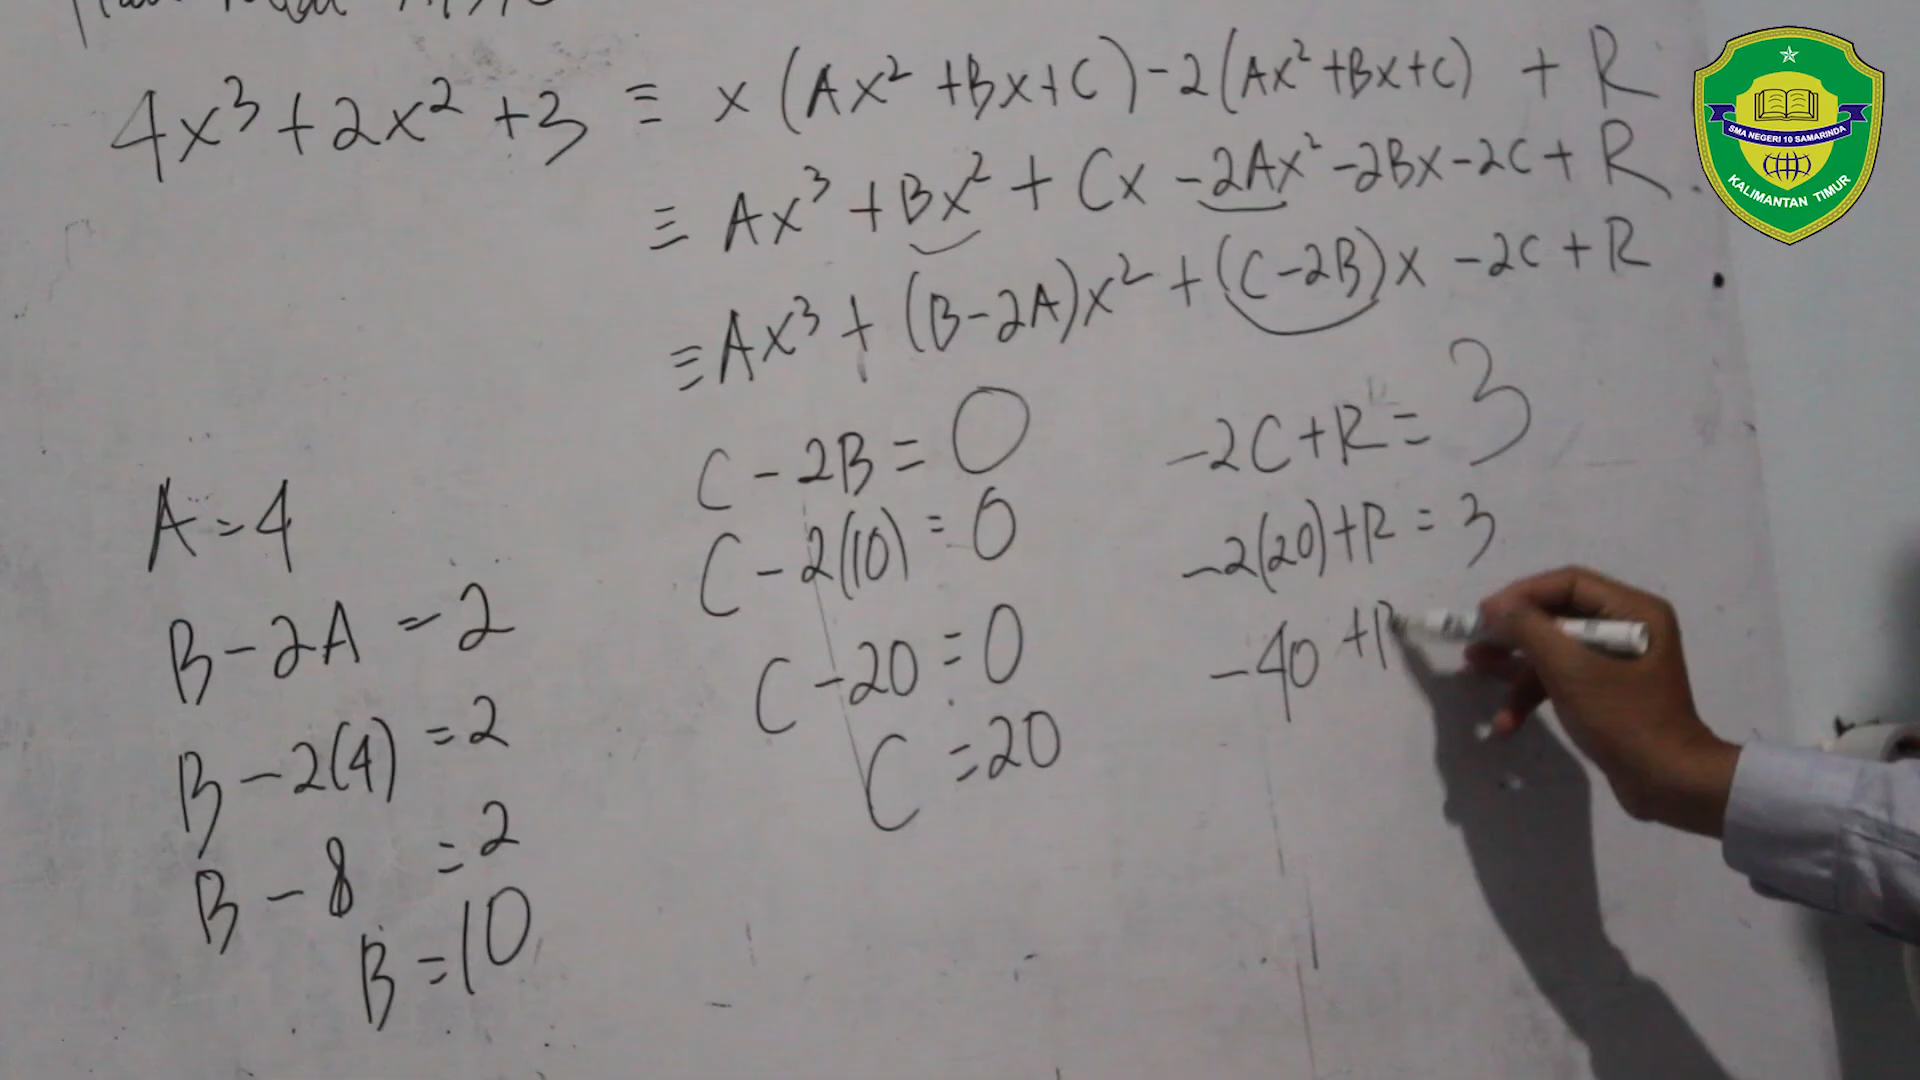 4x³+2x²+3 ≡ x(Ax²+Bx+C)-2(Ax²+Bx+C) + R
≡ Ax³+Bx²+Cx-2Ax²-2Bx-2C+R
≡ Ax³+(B-2A)x²+(C-2B)x-2C+R
A=4
B-2A=2
B-2(4)=2
B-8=2
B=10
C-2B=0
C-2(10)=0
C-20=0
C=20
-2C+R=3
-2(20)+R=3
-40+R
SMA NEGERI 10 SAMARINDA
KALIMANTAN TIMUR